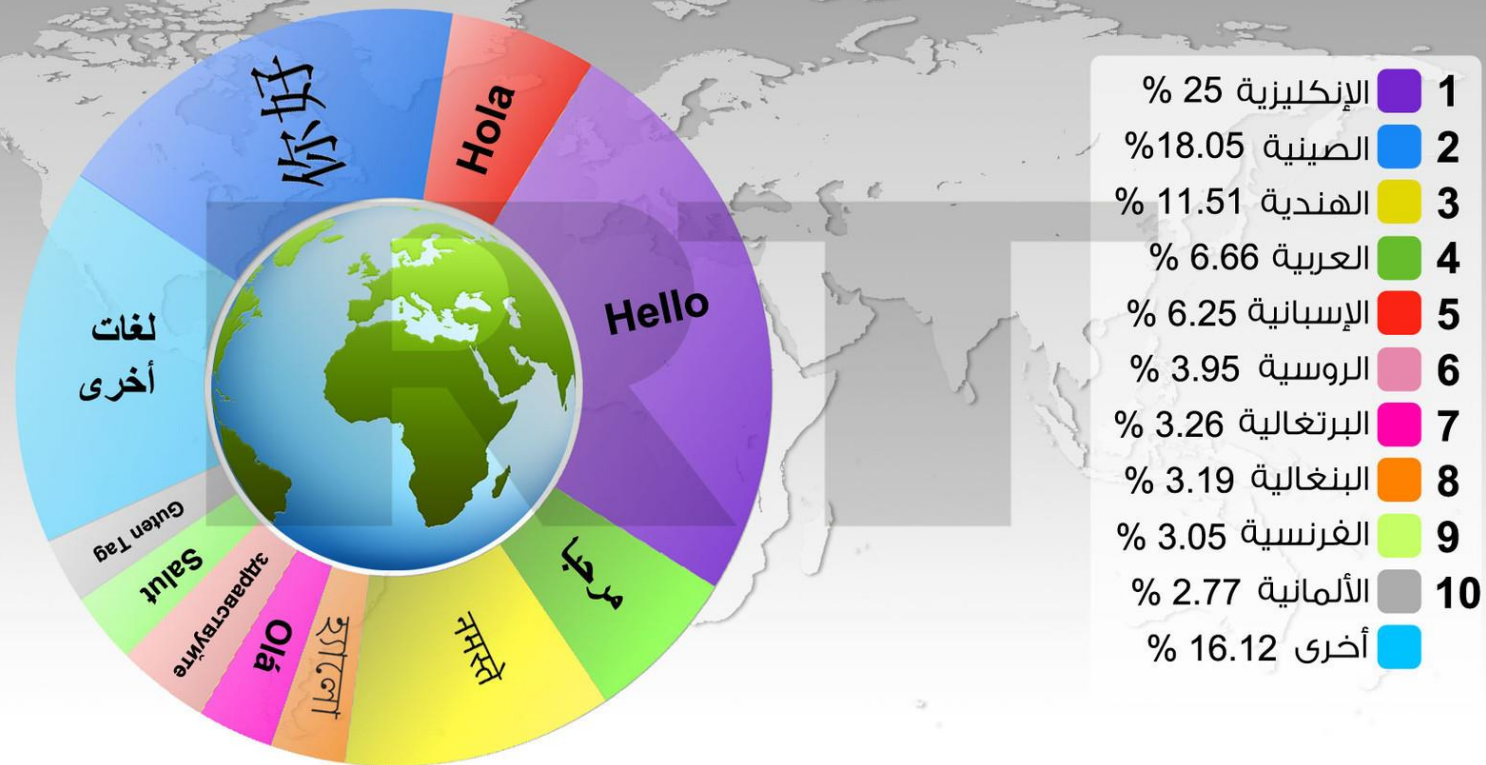 你好
Hola
Hello
مرحبا
नमस्ते
Olá
здравствуйте
Salut
Guten Tag
لغات
أخرى
RT
1 الإنكليزية 25 %
2 الصينية 18.05%
3 الهندية 11.51 %
4 العربية 6.66 %
5 الإسبانية 6.25 %
6 الروسية 3.95 %
7 البرتغالية 3.26 %
8 البنغالية 3.19 %
9 الفرنسية 3.05 %
10 الألمانية 2.77 %
أخرى 16.12 %